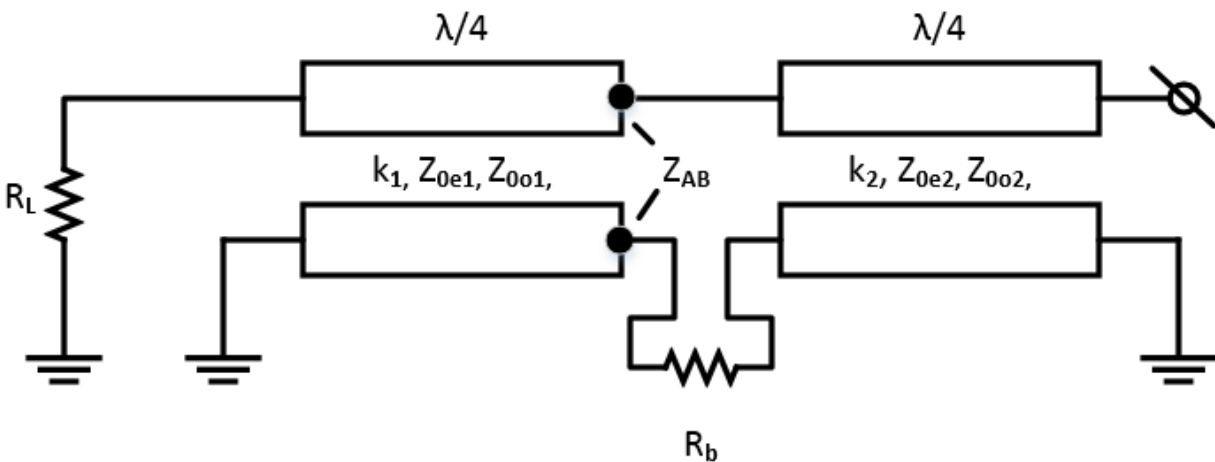 λ/4 λ/4
k1, Z0e1, Z0o1, ZAB k2, Z0e2, Z0o2,
RL
Rb